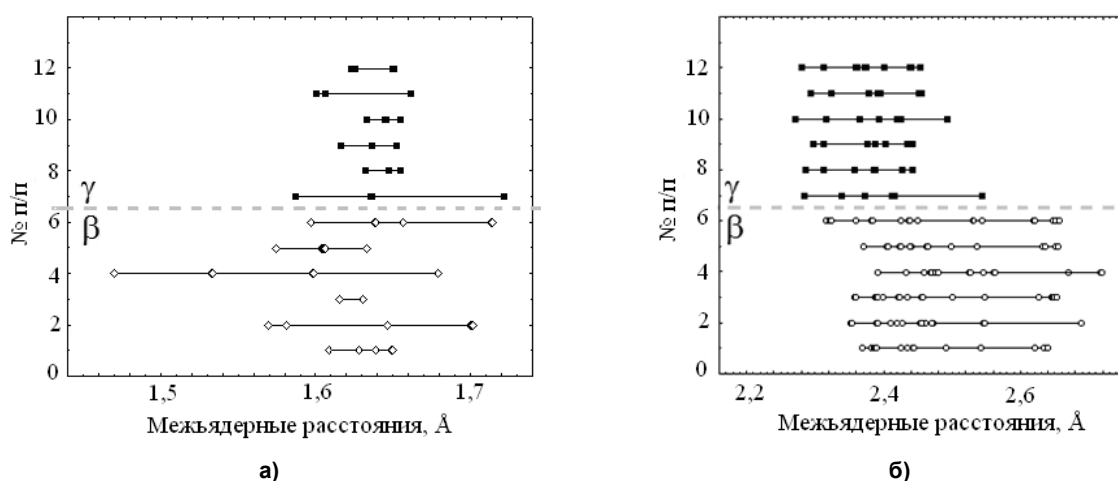 № п/п
12
10
8
6
4
2
0
γ
β
1,5
1,6
1,7
Межъядерные расстояния, Å
а)
№ п/п
12
10
8
6
4
2
0
γ
β
2,2
2,4
2,6
Межъядерные расстояния, Å
б)